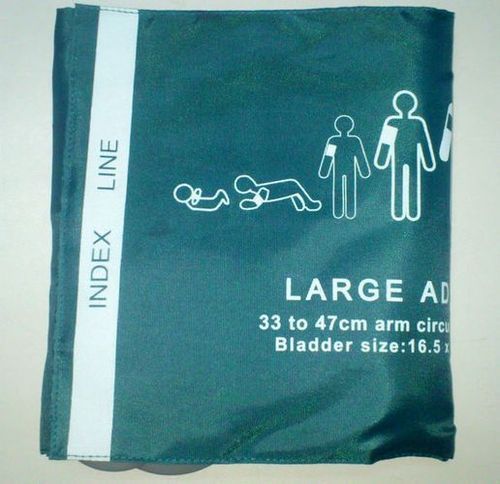 INDEX LINE
LARGE AD
33 to 47cm arm circu
Bladder size:16.5 x